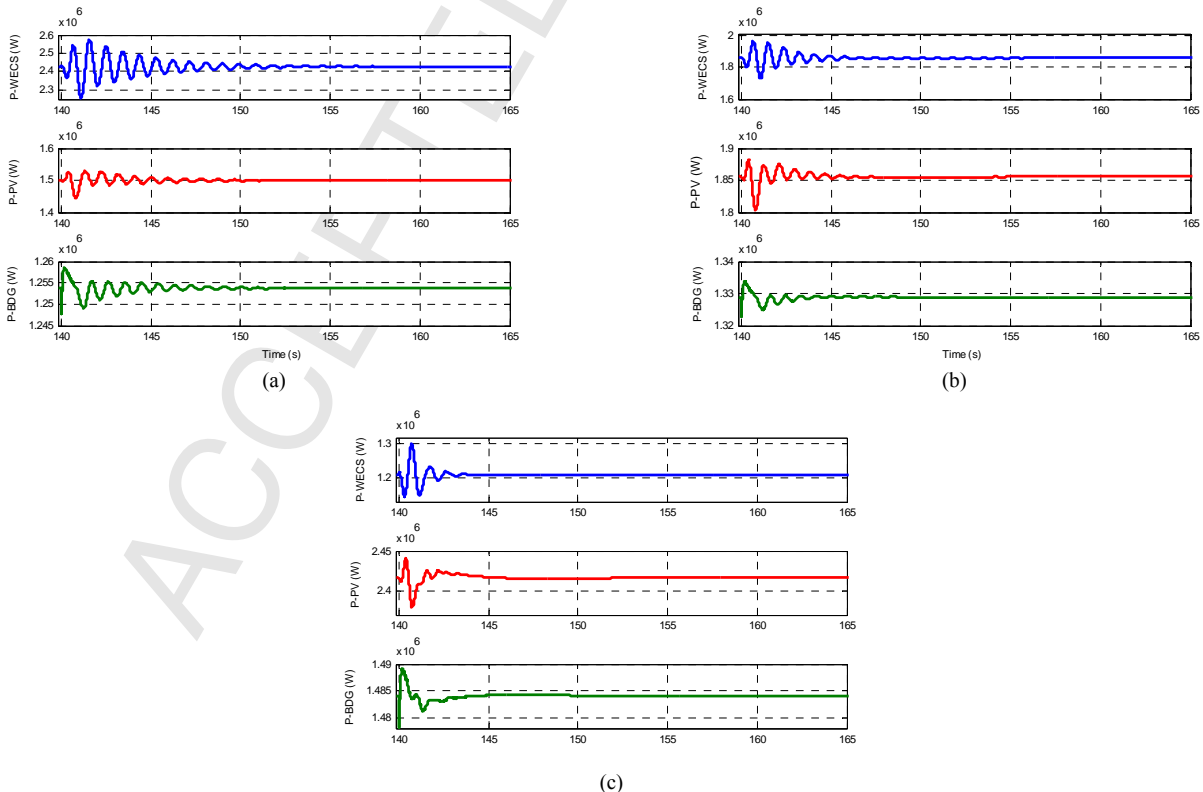 x 10
6
2.6
2.5
2.4
2.3
P-WECS (W)
140 145 150 155 160 165
x 10
6
1.6
1.5
1.4
P-PV (W)
140 145 150 155 160 165
x 10
6
1.26
1.255
1.25
1.245
P-BDG (W)
140 145 150 155 160 165
Time (s)
(a)
x 10
6
2
1.8
1.6
P-WECS (W)
140 145 150 155 160 165
x 10
6
1.9
1.85
1.8
P-PV (W)
140 145 150 155 160 165
x 10
6
1.34
1.33
1.32
P-BDG (W)
140 145 150 155 160 165
Time (s)
(b)
x 10
6
1.3
1.2
P-WECS (W)
140 145 150 155 160 165
x 10
6
2.45
2.4
P-PV (W)
140 145 150 155 160 165
x 10
6
1.49
1.485
1.48
P-BDG (W)
140 145 150 155 160 165
(c)